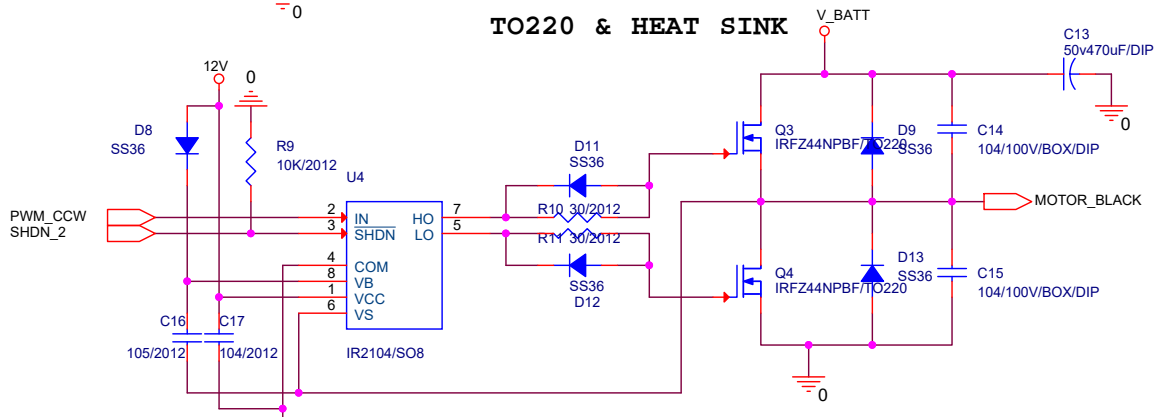 0
TO220 & HEAT SINK
V_BATT
C13
50v470uF/DIP
0
12V
0
D8
SS36
R9
10K/2012
U4
D11
SS36
R10 30/2012
R11 30/2012
SS36
D12
Q3
IRFZ44NPBF/TO220
D9
SS36
C14
104/100V/BOX/DIP
PWM_CCW
SHDN_2
2
3
4
8
1
6
IN
SHDN
COM
VB
VCC
VS
HO
LO
7
5
MOTOR_BLACK
Q4
IRFZ44NPBF/TO220
D13
SS36
C15
104/100V/BOX/DIP
C16
105/2012
C17
104/2012
IR2104/SO8
0